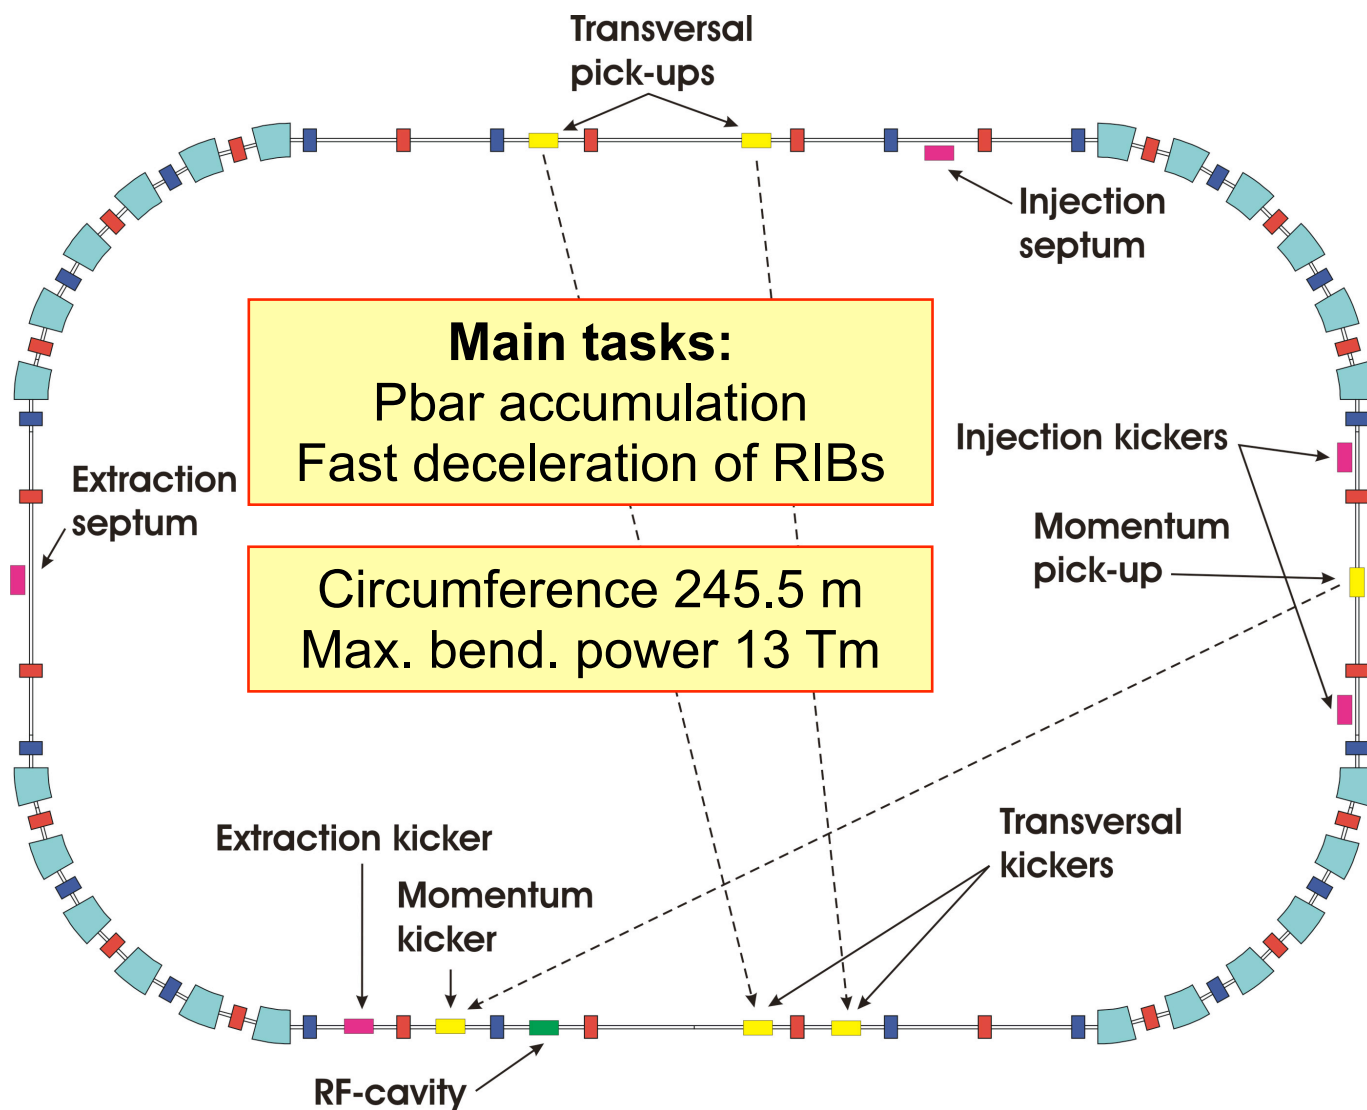 Transversal
pick-ups
Injection
septum
Main tasks:
Pbar accumulation
Fast deceleration of RIBs
Injection kickers
Extraction
septum
Momentum
pick-up
Circumference 245.5 m
Max. bend. power 13 Tm
Transversal
kickers
Extraction kicker
Momentum
kicker
RF-cavity